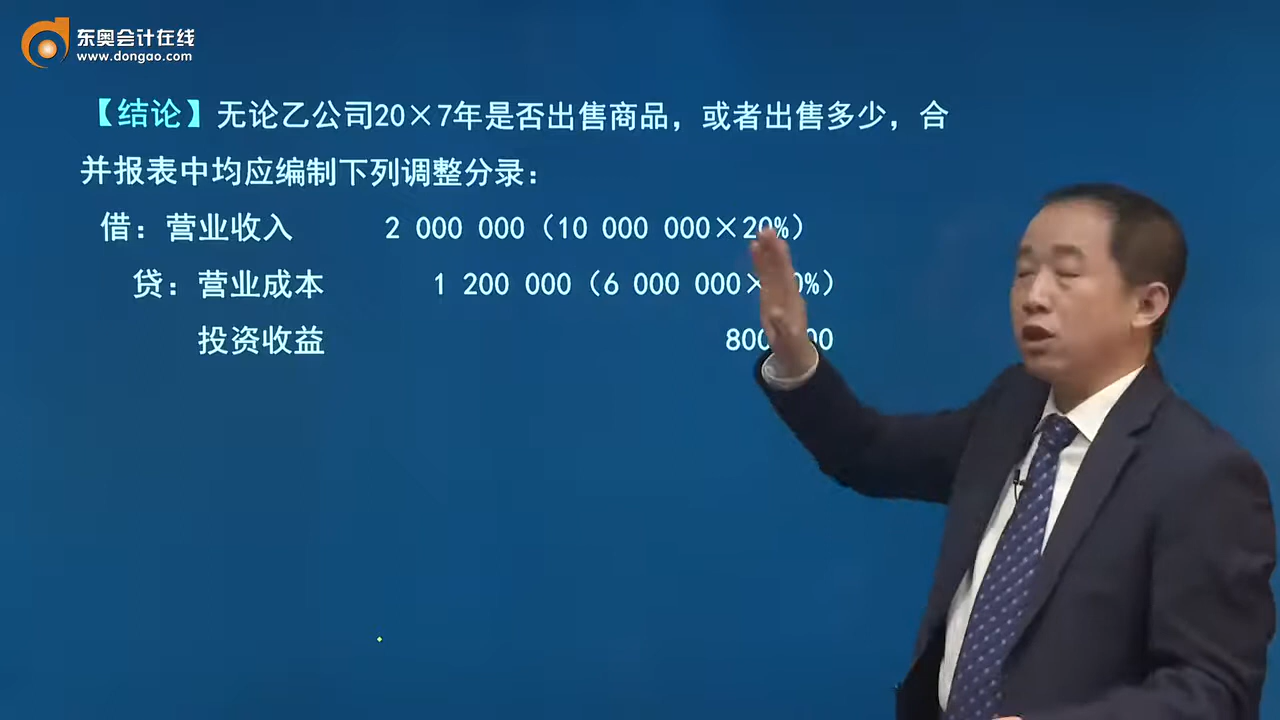 东奥会计在线
www.dongao.com
【结论】无论乙公司20×7年是否出售商品，或者出售多少，合
并报表中均应编制下列调整分录：
借：营业收入 2 000 000（10 000 000×20%）
贷：营业成本 1 200 000（6 000 000× 0%）
投资收益 800 00